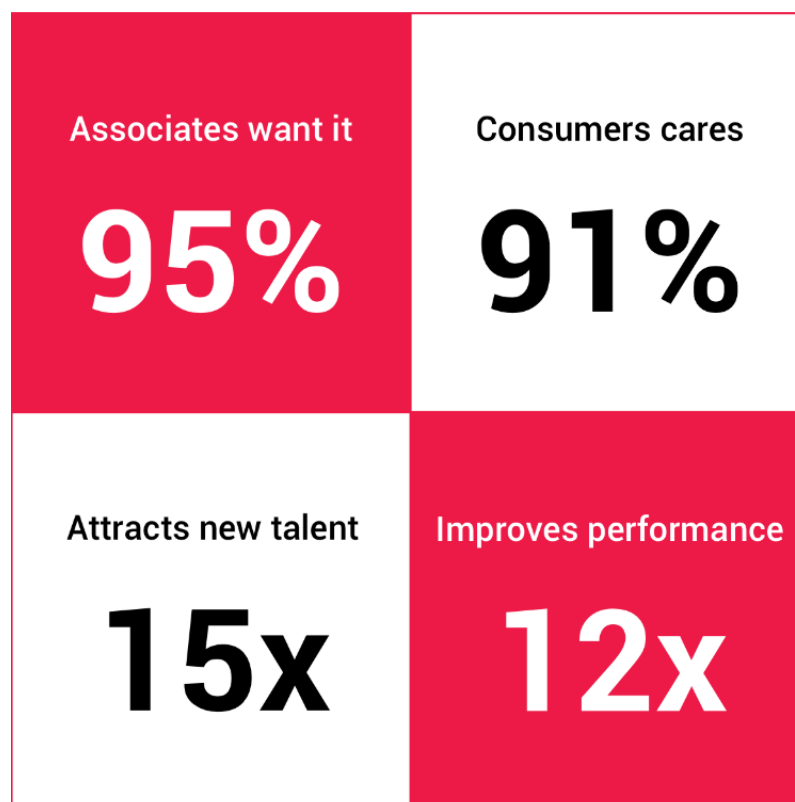 Associates want it
95%
Consumers cares
91%
Attracts new talent
15x
Improves performance
12x